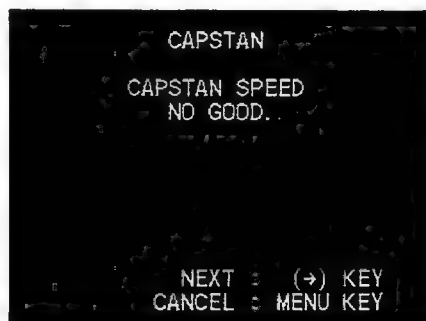 CAPSTAN
CAPSTAN SPEED
NO GOOD.
NEXT : (→) KEY
CANCEL : MENU KEY